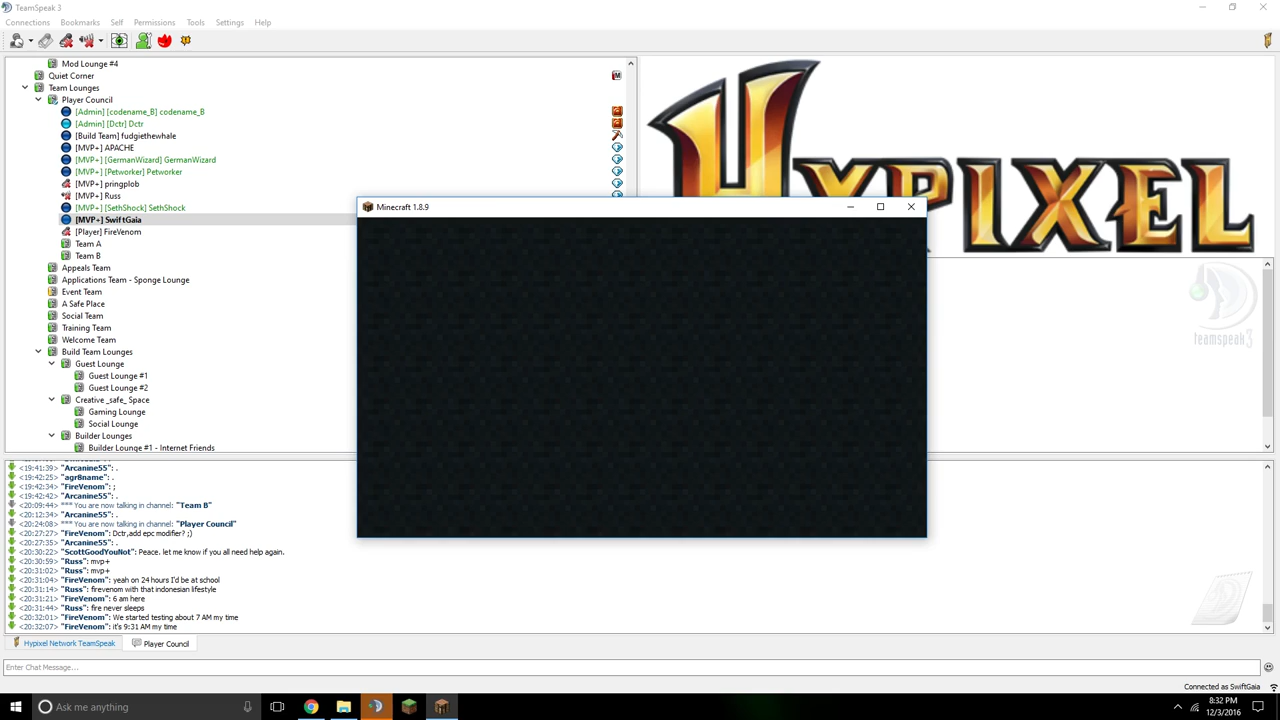 TeamSpeak 3
Connections Bookmarks Self Permissions Tools Settings Help
Mod Lounge #4
Quiet Corner
Team Lounges
Player Council
[Admin] [codename_B] codename_B
[Admin] [Dctr] Dctr
[Build Team] fudgiethewhale
[MVP+] APACHE
[MVP+] [GermanWizard] GermanWizard
[MVP+] [Petworker] Petworker
[MVP+] pringplob
[MVP+] Russ
[MVP+] [SethShock] SethShock
[MVP+] SwiftGaia
[Player] FireVenom
Team A
Team B
Appeals Team
Applications Team - Sponge Lounge
Event Team
A Safe Place
Social Team
Training Team
Welcome Team
Build Team Lounges
Guest Lounge
Guest Lounge #1
Guest Lounge #2
Creative _safe_ Space
Gaming Lounge
Social Lounge
Builder Lounges
Builder Lounge #1 - Internet Friends
HYPIXEL
Minecraft 1.8.9
teamspeak 3
<19:41:39> "Arcanine55": .
<19:42:25> "agr8name": .
<19:42:34> "FireVenom": ;
<19:42:42> "Arcanine55": .
<20:09:44> *** You are now talking in channel: "Team B"
<20:12:34> "Arcanine55": .
<20:24:08> *** You are now talking in channel: "Player Council"
<20:27:27> "FireVenom": Dctr,add epc modifier? ;)
<20:27:35> "Arcanine55": .
<20:30:22> "ScottGoodYouNot": Peace. let me know if you all need help again.
<20:30:59> "Russ": mvp+
<20:31:02> "Russ": mvp+
<20:31:04> "FireVenom": yeah on 24 hours I'd be at school
<20:31:14> "Russ": firevenom with that indonesian lifestyle
<20:31:21> "FireVenom": 6 am here
<20:31:44> "Russ": fire never sleeps
<20:32:01> "FireVenom": We started testing about 7 AM my time
<20:32:07> "FireVenom": it's 9:31 AM my time
Hypixel Network TeamSpeak Player Council
Enter Chat Message...
Connected as SwiftGaia
Ask me anything
8:32 PM
12/3/2016